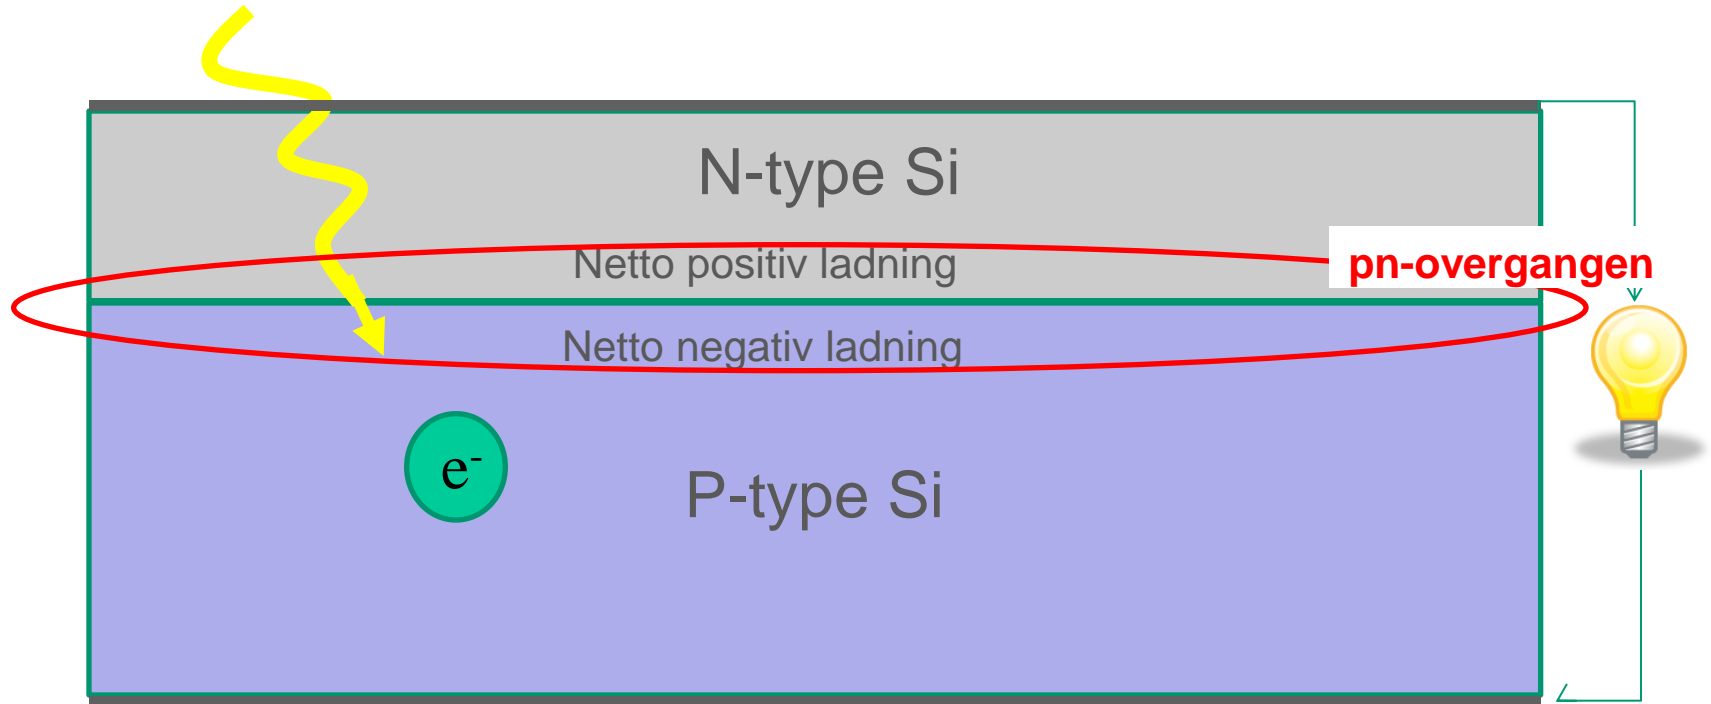 N-type Si
Netto positiv ladning
pn-overgangen
Netto negativ ladning
e-
P-type Si